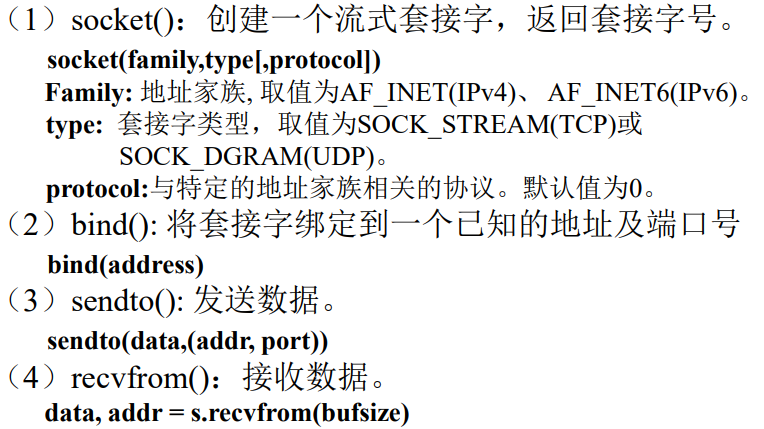 （1）socket()：创建一个流式套接字，返回套接字号。
socket(family,type[,protocol])
Family: 地址家族, 取值为AF_INET(IPv4)、 AF_INET6(IPv6)。
type: 套接字类型，取值为SOCK_STREAM(TCP)或
SOCK_DGRAM(UDP)。
protocol:与特定的地址家族相关的协议。默认值为0。
（2）bind(): 将套接字绑定到一个已知的地址及端口号
bind(address)
（3）sendto(): 发送数据。
sendto(data,(addr, port))
（4）recvfrom()：接收数据。
data, addr = s.recvfrom(bufsize)